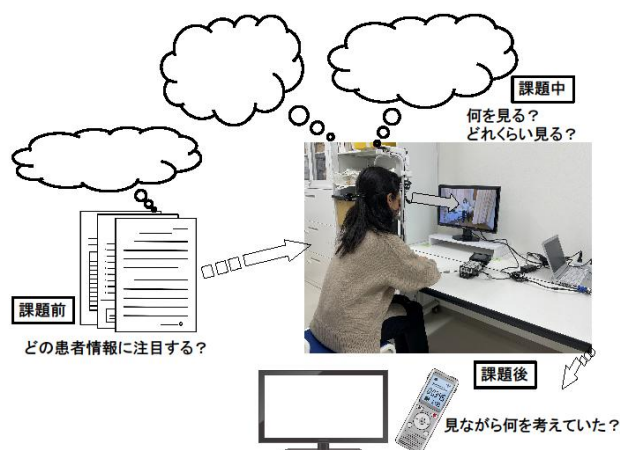 課題中
何を見る？
どれくらい見る？
課題前
どの患者情報に注目する？
課題後
見ながら何を考えていた？